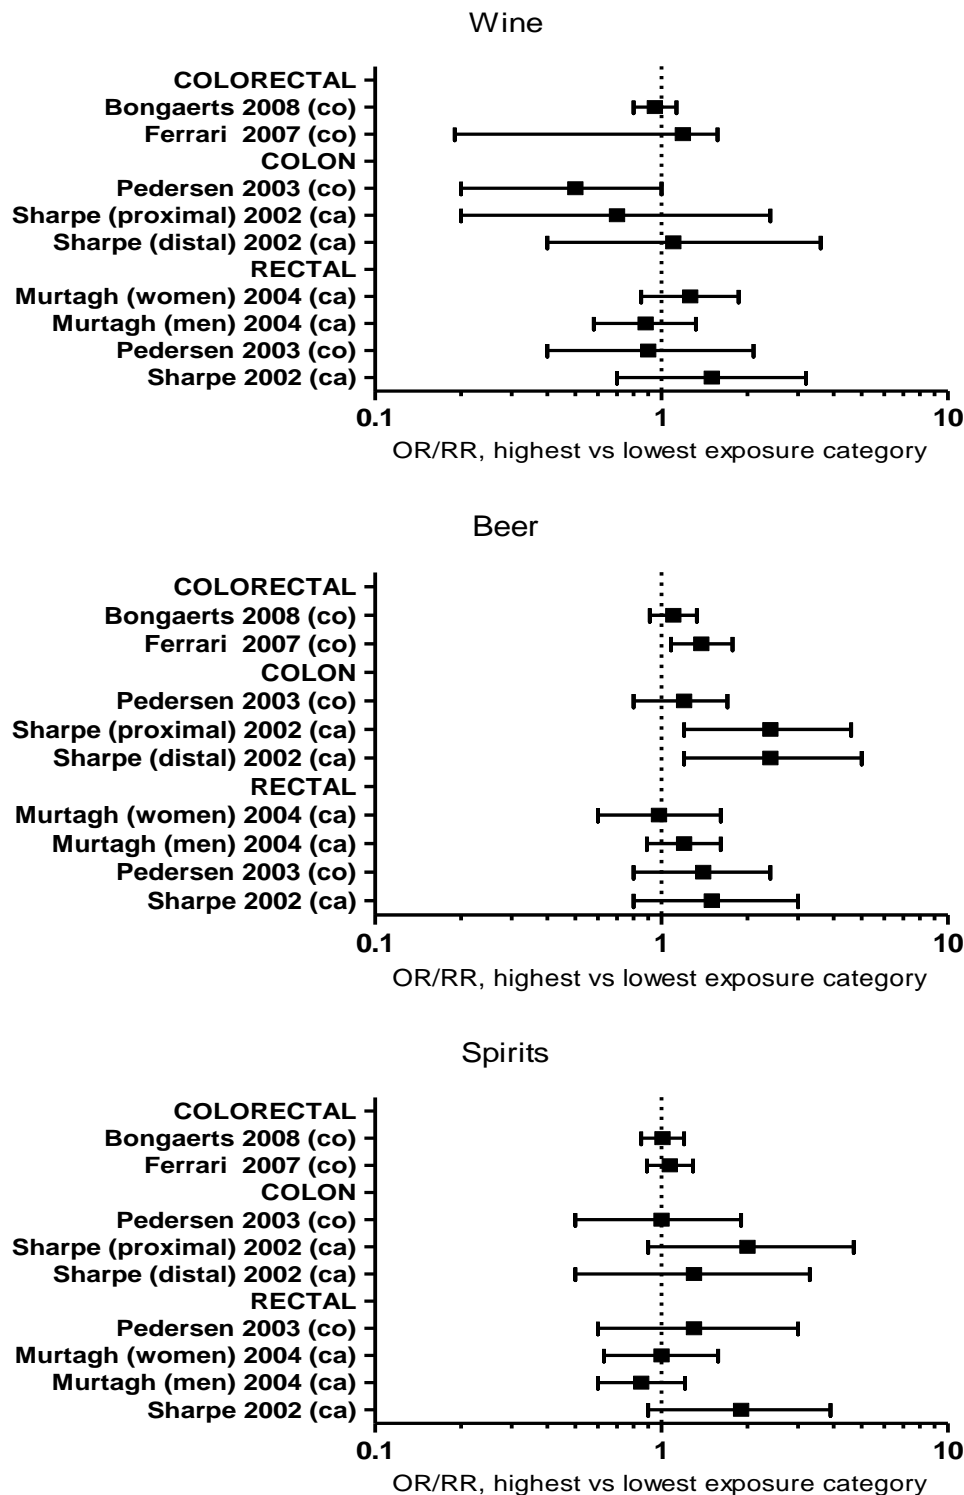 Wine
COLORECTAL
Bongaerts 2008 (co)
Ferrari  2007 (co)
COLON
Pedersen 2003 (co)
Sharpe (proximal) 2002 (ca)
Sharpe (distal) 2002 (ca)
RECTAL
Murtagh (women) 2004 (ca)
Murtagh (men) 2004 (ca)
Pedersen 2003 (co)
Sharpe 2002 (ca)
0.1 1 10
OR/RR, highest vs lowest exposure category
Beer
COLORECTAL
Bongaerts 2008 (co)
Ferrari  2007 (co)
COLON
Pedersen 2003 (co)
Sharpe (proximal) 2002 (ca)
Sharpe (distal) 2002 (ca)
RECTAL
Murtagh (women) 2004 (ca)
Murtagh (men) 2004 (ca)
Pedersen 2003 (co)
Sharpe 2002 (ca)
0.1 1 10
OR/RR, highest vs lowest exposure category
Spirits
COLORECTAL
Bongaerts 2008 (co)
Ferrari  2007 (co)
COLON
Pedersen 2003 (co)
Sharpe (proximal) 2002 (ca)
Sharpe (distal) 2002 (ca)
RECTAL
Pedersen 2003 (co)
Murtagh (women) 2004 (ca)
Murtagh (men) 2004 (ca)
Sharpe 2002 (ca)
0.1 1 10
OR/RR, highest vs lowest exposure category